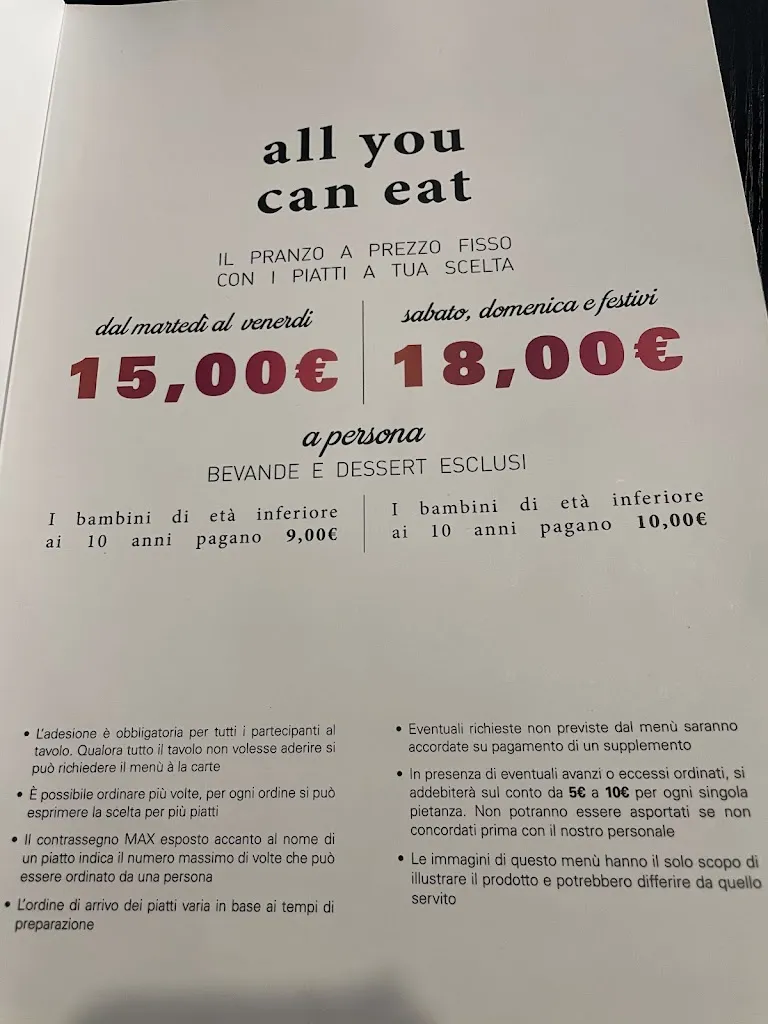 all you
can eat
IL PRANZO A PREZZO FISSO
CON I PIATTI A TUA SCELTA
dal martedì al venerdi
15,00€
sabato, domenica e festivi
18,00€
a persona
BEVANDE E DESSERT ESCLUSI
I bambini di età inferiore
ai 10 anni pagano 9,00€
I bambini di età inferiore
ai 10 anni pagano 10,00€
• L'adesione è obbligatoria per tutti i partecipanti al
tavolo. Qualora tutto il tavolo non volesse aderire si
può richiedere il menù à la carte
• È possibile ordinare più volte, per ogni ordine si può
esprimere la scelta per più piatti
• Il contrassegno MAX esposto accanto al nome di
un piatto indica il numero massimo di volte che può
essere ordinato da una persona
• L'ordine di arrivo dei piatti varia in base ai tempi di
preparazione
• Eventuali richieste non previste dal menù saranno
accordate su pagamento di un supplemento
• In presenza di eventuali avanzi o eccessi ordinati, si
addebiterà sul conto da 5€ a 10€ per ogni singola
pietanza. Non potranno essere asportati se non
concordati prima con il nostro personale
• Le immagini di questo menù hanno il solo scopo di
illustrare il prodotto e potrebbero differire da quello
servito